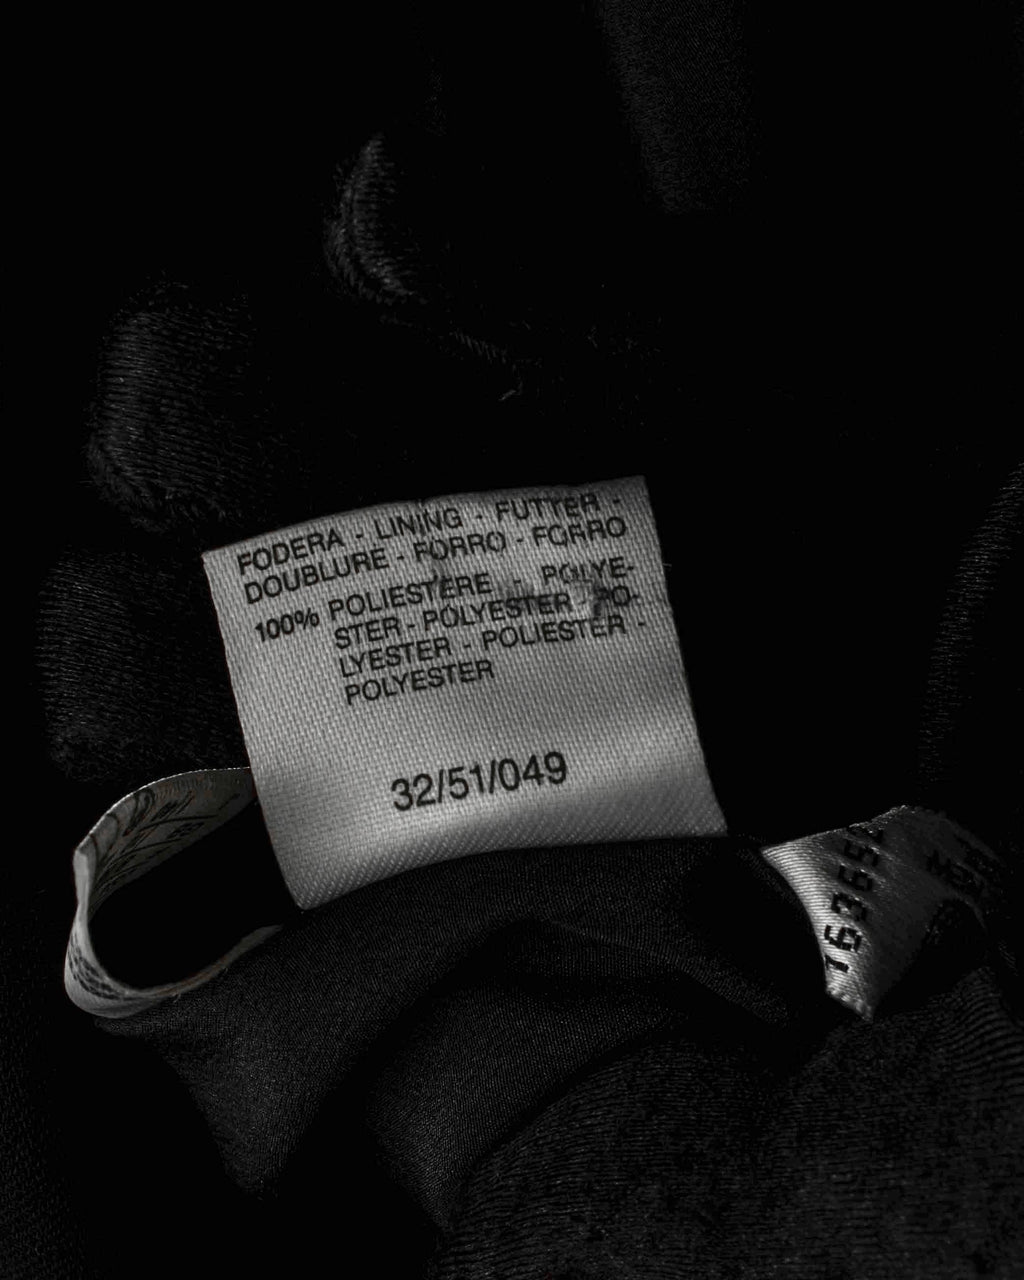 FODERA - LINING - FUTTER -
DOUBLURE - FORRO - FORRO
100% POLIESTERE - POLYE-
STER - POLYESTER - PO-
LYESTER - POLIESTER -
POLYESTER
32/51/049